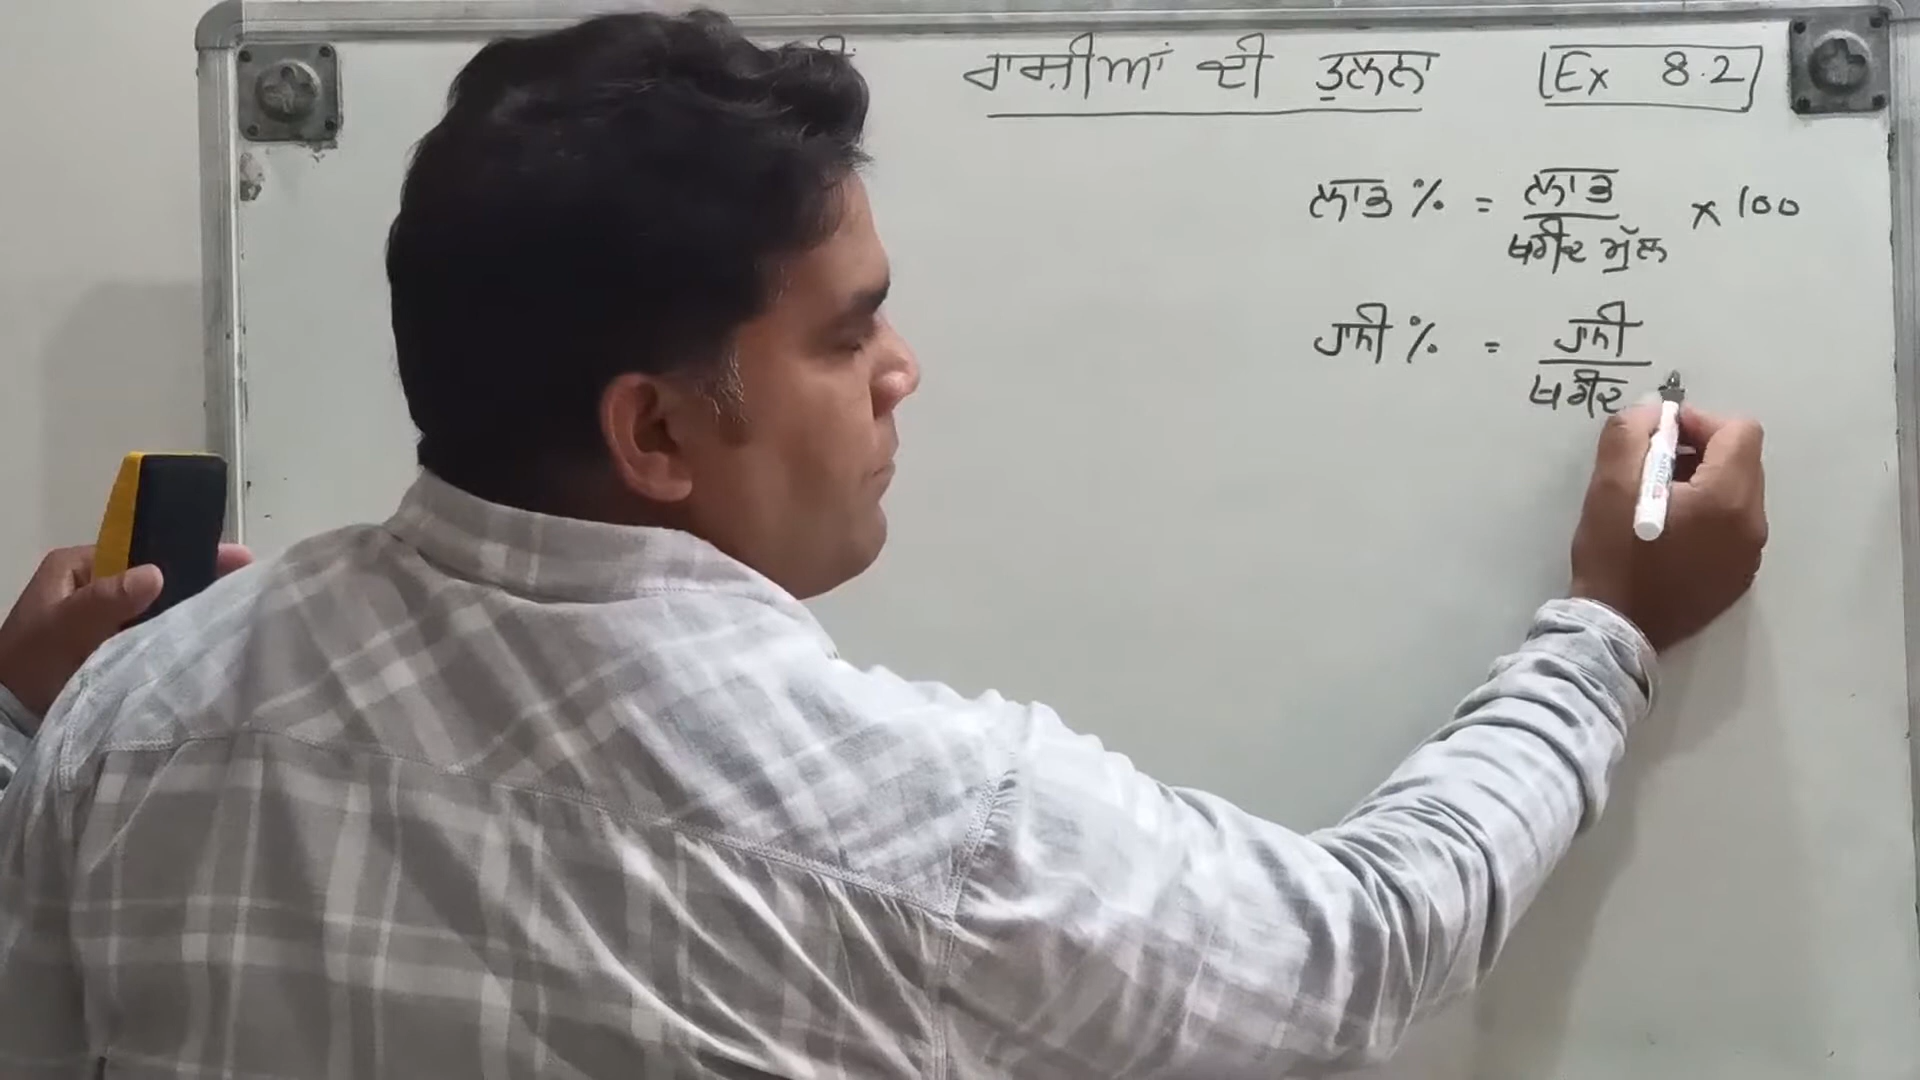 ਰਾਸ਼ੀਆਂ ਦੀ ਤੁਲਨਾ [Ex 8.2]
ਲਾਭ % = ਲਾਭ / ਖਰੀਦ ਮੁੱਲ × 100
ਹਾਨੀ % = ਹਾਨੀ / ਖਰੀਦ